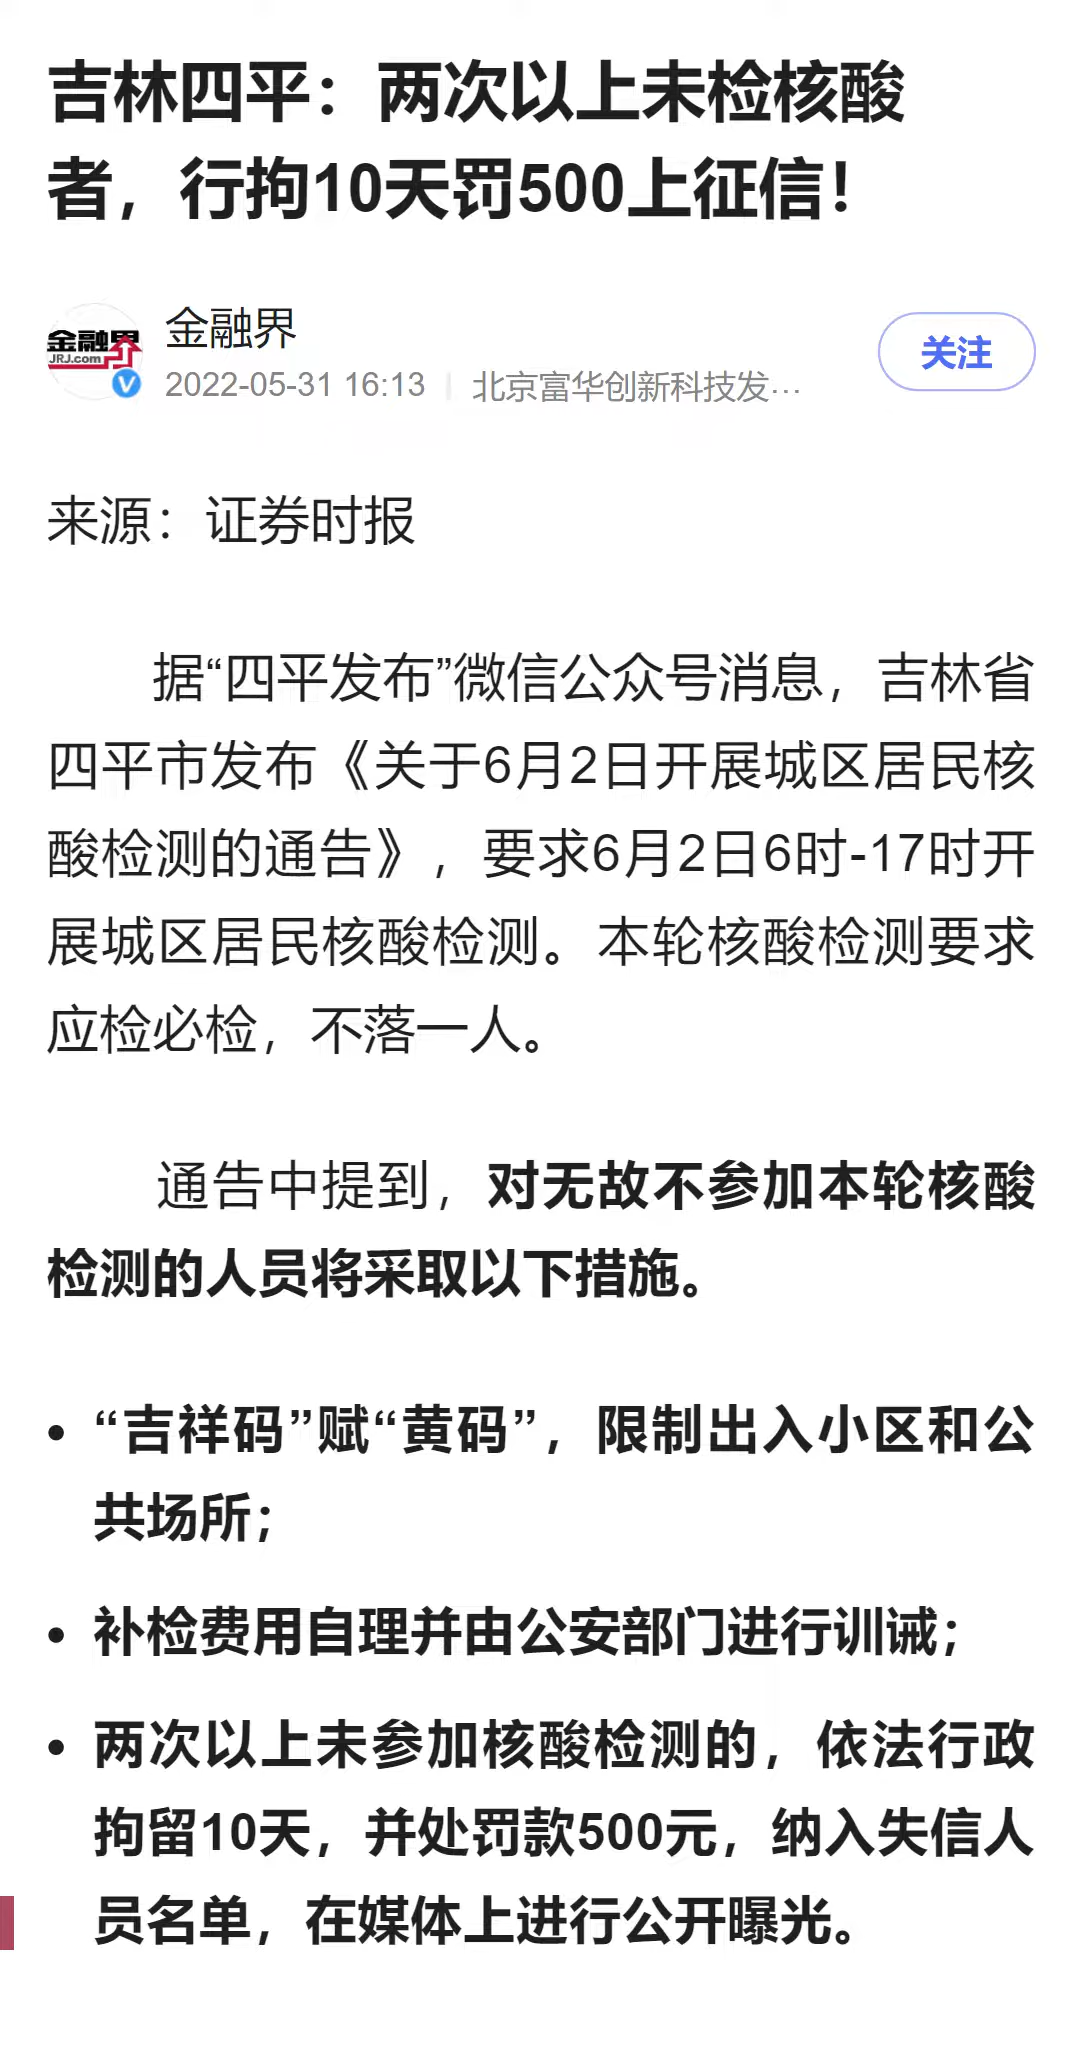 吉林四平：两次以上未检核酸
者，行拘10天罚500上征信！
金融界
JRJ.com
金融界
关注
2022-05-31 16:13 北京富华创新科技发…
来源：证券时报
据“四平发布”微信公众号消息，吉林省
四平市发布《关于6月2日开展城区居民核
酸检测的通告》，要求6月2日6时-17时开
展城区居民核酸检测。本轮核酸检测要求
应检必检，不落一人。
通告中提到，对无故不参加本轮核酸
检测的人员将采取以下措施。
• “吉祥码”赋“黄码”，限制出入小区和公
共场所；
• 补检费用自理并由公安部门进行训诫；
• 两次以上未参加核酸检测的，依法行政
拘留10天，并处罚款500元，纳入失信人
员名单，在媒体上进行公开曝光。